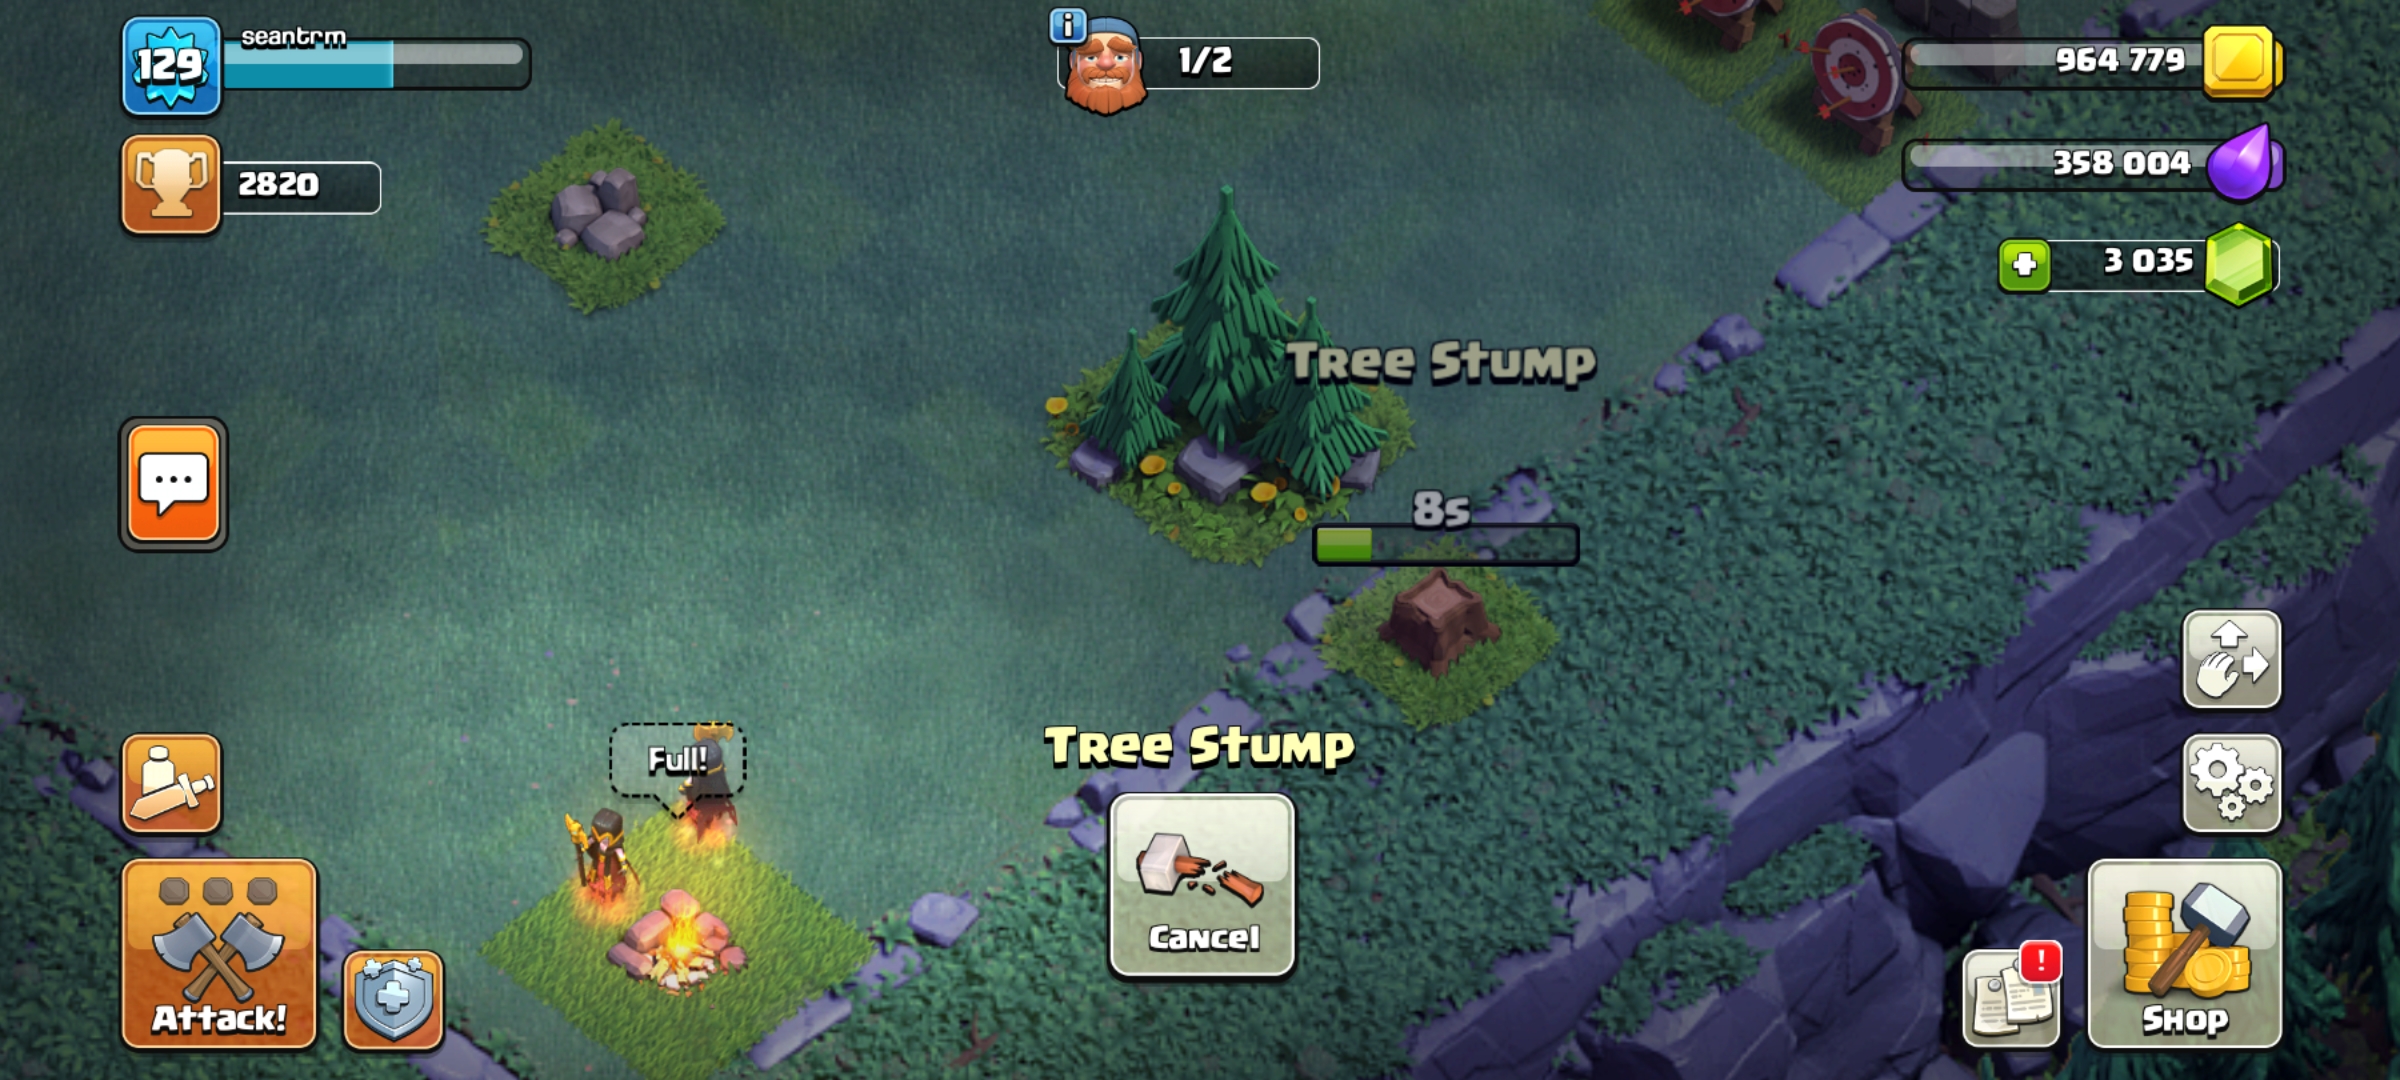 129
seantrm
1/2
964 779
2820
358 004
3 035
Tree Stump
8s
Tree Stump
Full!
Cancel
Attack!
!
Shop